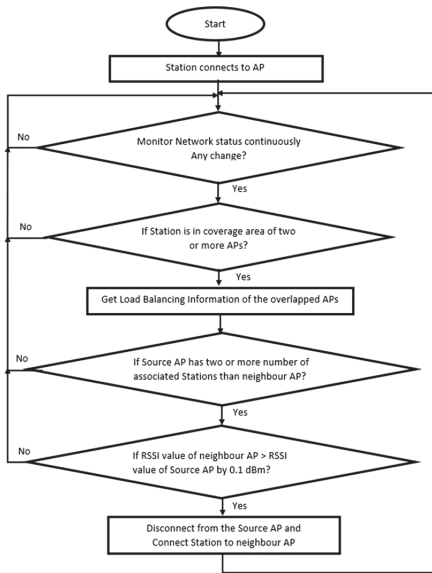 Start
Station connects to AP
No
Monitor Network status continuously
Any change?
Yes
No
If Station is in coverage area of two
or more APs?
Yes
Get Load Balancing Information of the overlapped APs
No
If Source AP has two or more number of
associated Stations than neighbour AP?
Yes
No
If RSSI value of neighbour AP > RSSI
value of Source AP by 0.1 dBm?
Yes
Disconnect from the Source AP and
Connect Station to neighbour AP